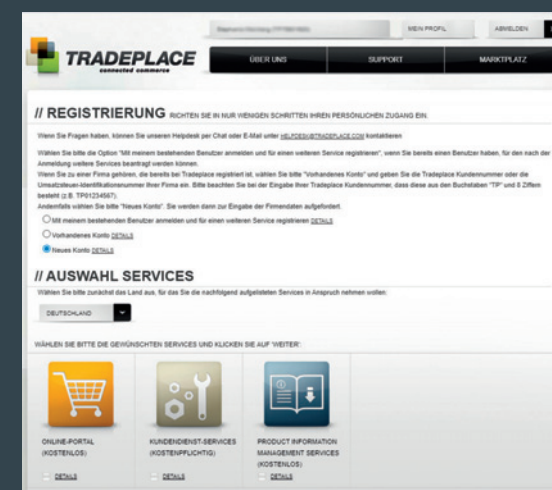 MEIN PROFIL
ABMELDEN
TRADEPLACE
connected commerce
ÜBER UNS
SUPPORT
MARKTPLATZ
// REGISTRIERUNG RICHTEN SIE IN NUR WENIGEN SCHRITTEN IHREN PERSÖNLICHEN ZUGANG EIN.
Wenn Sie Fragen haben, können Sie unseren Helpdesk per Chat oder E-Mail unter HELPDESK@TRADEPLACE.COM kontaktieren
Wählen Sie bitte die Option "Mit meinem bestehenden Benutzer anmelden und für einen weiteren Service registrieren", wenn Sie bereits einen Benutzer haben, für den nach der
Anmeldung weitere Services beantragt werden können.
Wenn Sie zu einer Firma gehören, die bereits bei Tradeplace registriert ist, wählen Sie bitte "Vorhandenes Konto" und geben Sie die Tradeplace Kundennummer oder die
Umsatzsteuer-Identifikationsnummer Ihrer Firma ein. Bitte beachten Sie bei der Eingabe Ihrer Tradeplace Kundennummer, dass diese aus den Buchstaben "TP" und 8 Ziffern
besteht (z.B. TP01234567).
Andernfalls wählen Sie bitte "Neues Konto". Sie werden dann zur Eingabe der Firmendaten aufgefordert.
Mit meinem bestehenden Benutzer anmelden und für einen weiteren Service registrieren DETAILS
Vorhandenes Konto DETAILS
Neues Konto DETAILS
// AUSWAHL SERVICES
Wählen Sie bitte zunächst das Land aus, für das Sie die nachfolgend aufgelisteten Services in Anspruch nehmen wollen:
DEUTSCHLAND
WÄHLEN SIE BITTE DIE GEWÜNSCHTEN SERVICES UND KLICKEN SIE AUF 'WEITER':
ONLINE-PORTAL
(KOSTENLOS)
DETAILS
KUNDENDIENST-SERVICES
(KOSTENPFLICHTIG)
DETAILS
PRODUCT INFORMATION
MANAGEMENT SERVICES
(KOSTENLOS)
DETAILS